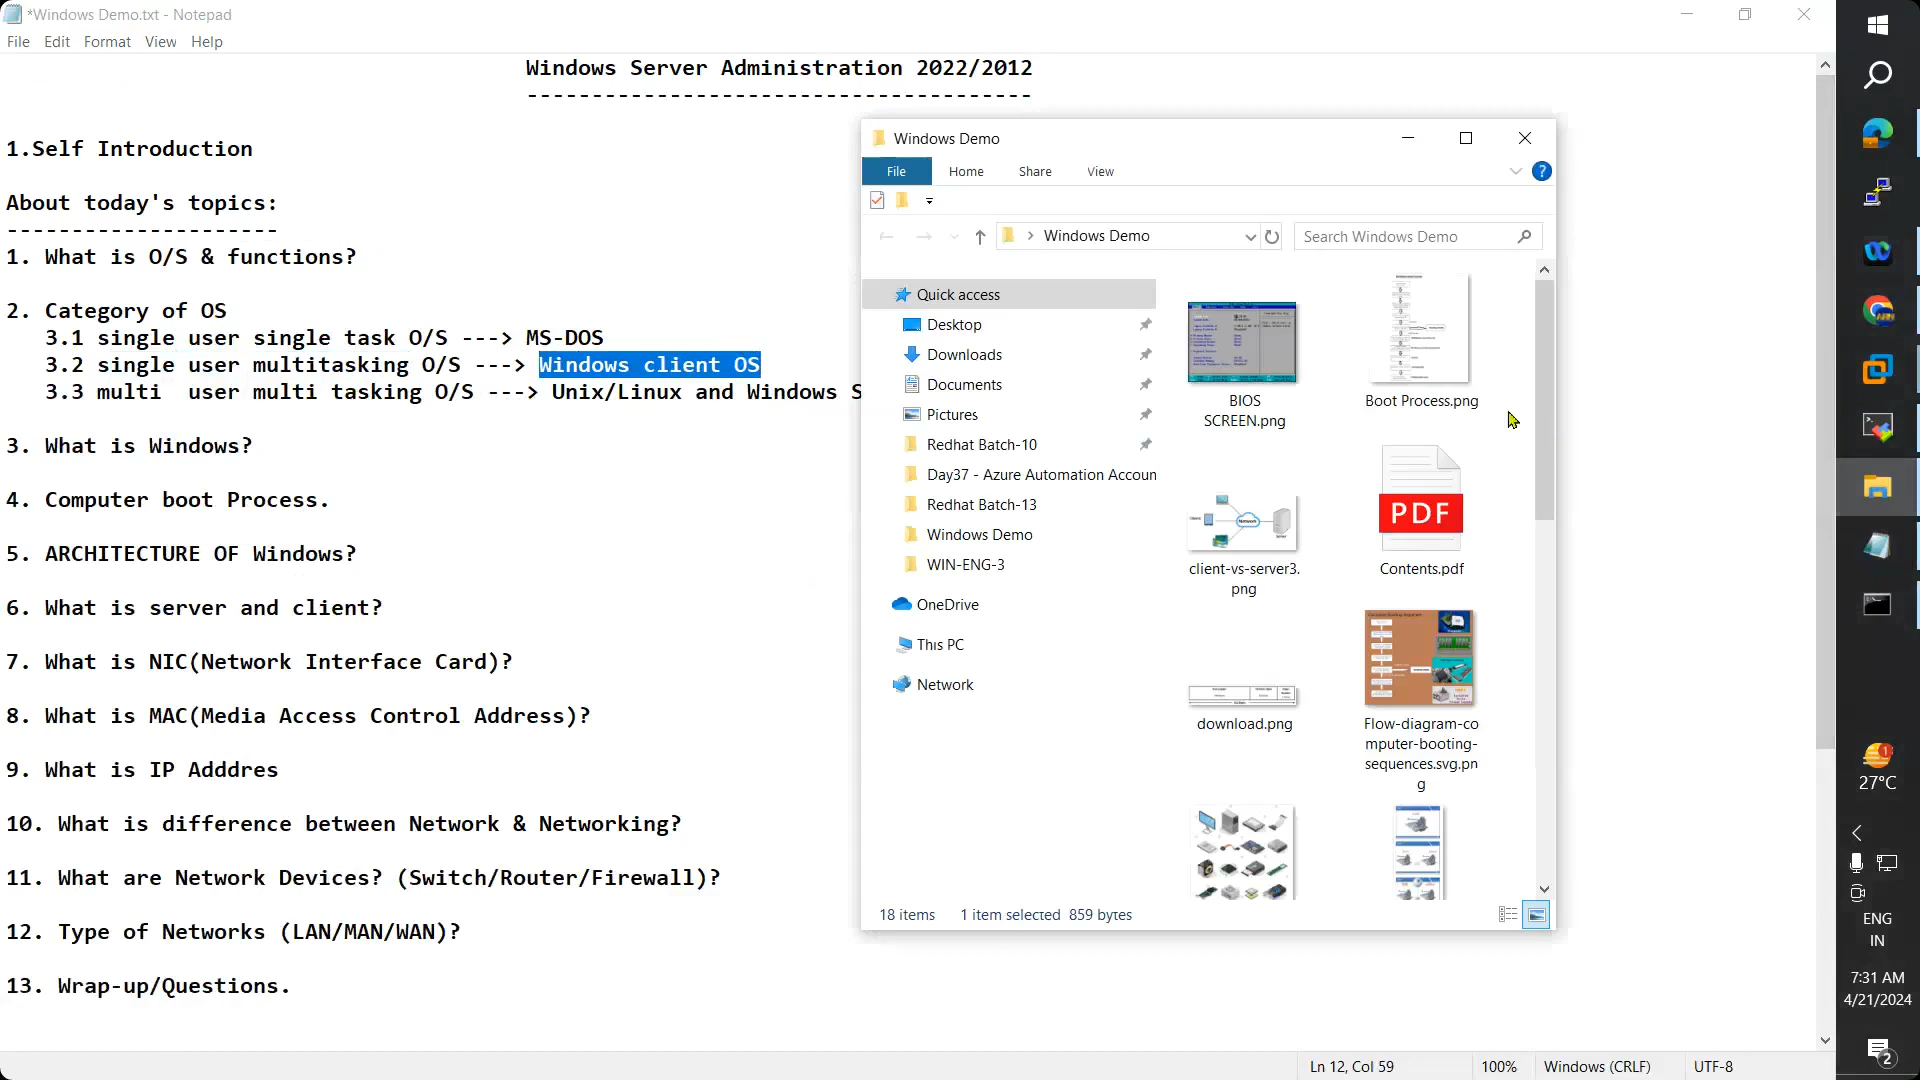 *Windows Demo.txt - Notepad
File Edit Format View Help
Windows Server Administration 2022/2012
---------------------------------------
1.Self Introduction
About today's topics:
---------------------
1. What is O/S & functions?
2. Category of OS
3.1 single user single task O/S ---> MS-DOS
3.2 single user multitasking O/S ---> Windows client OS
3.3 multi  user multi tasking O/S ---> Unix/Linux and Windows S
3. What is Windows?
4. Computer boot Process.
5. ARCHITECTURE OF Windows?
6. What is server and client?
7. What is NIC(Network Interface Card)?
8. What is MAC(Media Access Control Address)?
9. What is IP Adddres
10. What is difference between Network & Networking?
11. What are Network Devices? (Switch/Router/Firewall)?
12. Type of Networks (LAN/MAN/WAN)?
13. Wrap-up/Questions.
Ln 12, Col 59 100% Windows (CRLF) UTF-8
Windows Demo
File Home Share View
Windows Demo
Search Windows Demo
Quick access
Desktop
Downloads
Documents
Pictures
Redhat Batch-10
Day37 - Azure Automation Accoun
Redhat Batch-13
Windows Demo
WIN-ENG-3
OneDrive
This PC
Network
BIOS
SCREEN.png
Boot Process.png
client-vs-server3.
png
PDF
Contents.pdf
download.png
Flow-diagram-co
mputer-booting-
sequences.svg.pn
g
18 items 1 item selected 859 bytes
1
27°C
ENG
IN
7:31 AM
4/21/2024
2